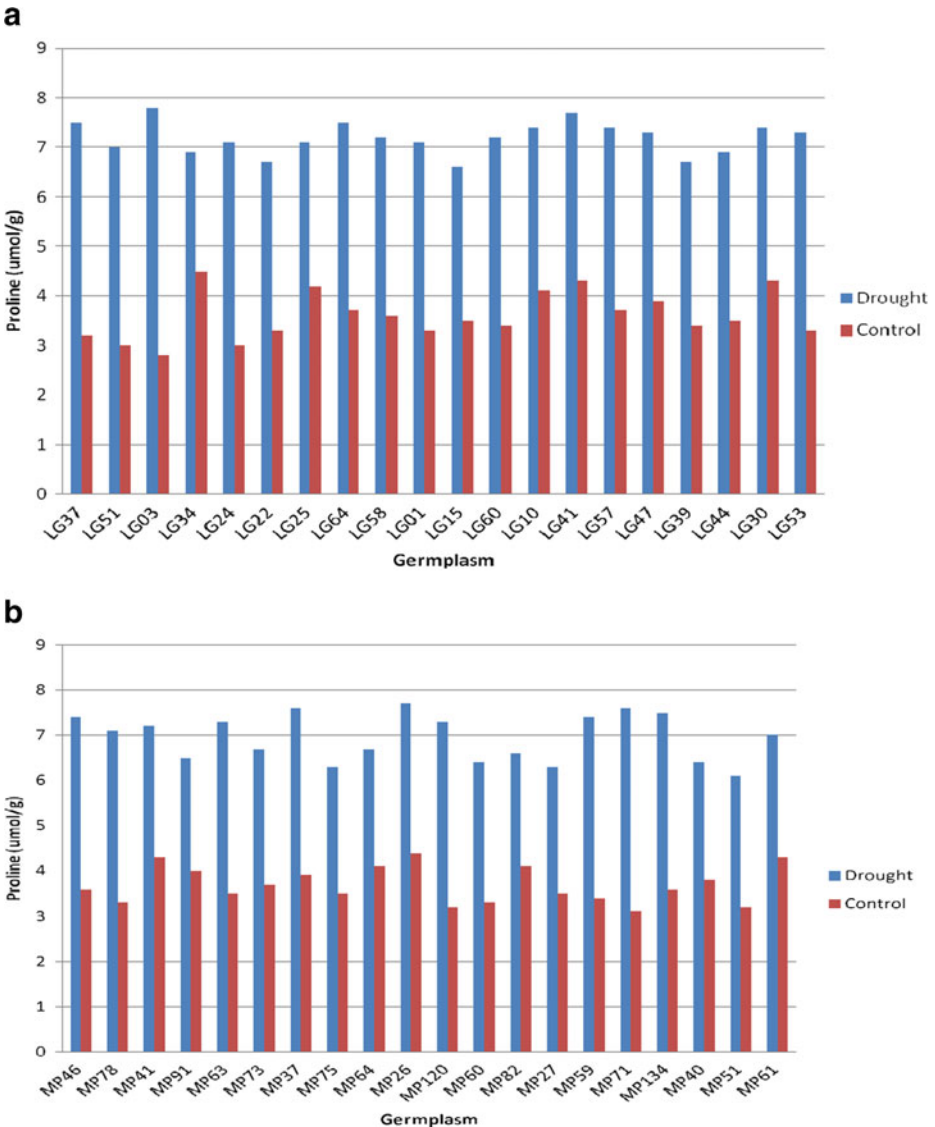 a
9
8
7
6
5
4
3
2
1
0
Proline (umol/g)
LG37 LG51 LG03 LG34 LG24 LG22 LG25 LG64 LG58 LG01 LG15 LG60 LG10 LG41 LG57 LG47 LG39 LG44 LG30 LG53
Germplasm
Drought
Control
b
9
8
7
6
5
4
3
2
1
0
Proline (umol/g)
MP46 MP78 MP41 MP91 MP63 MP73 MP37 MP75 MP64 MP26 MP120 MP60 MP82 MP27 MP59 MP71 MP134 MP40 MP51 MP61
Germplasm
Drought
Control